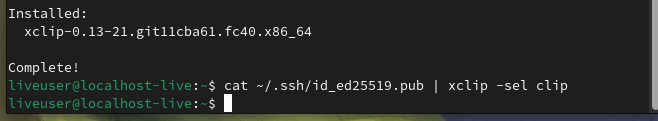 Installed:
  xclip-0.13-21.git11cba61.fc40.x86_64

Complete!
liveuser@localhost-live:~$ cat ~/.ssh/id_ed25519.pub | xclip -sel clip
liveuser@localhost-live:~$